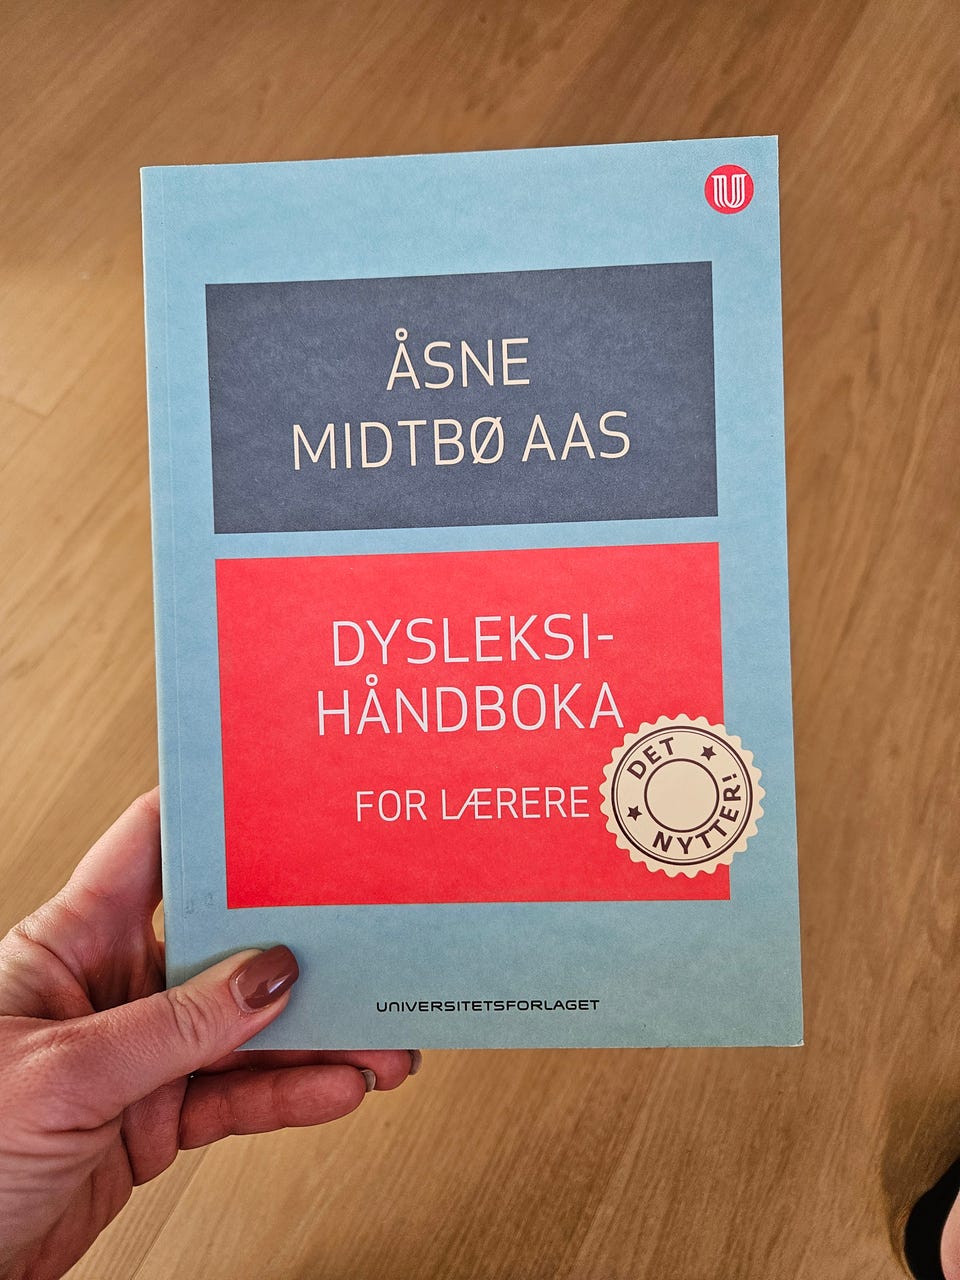 U
ÅSNE
MIDTBØ AAS
DYSLEKSI-
HÅNDBOKA
FOR LÆRERE
DET
NYTTER!
UNIVERSITETSFORLAGET